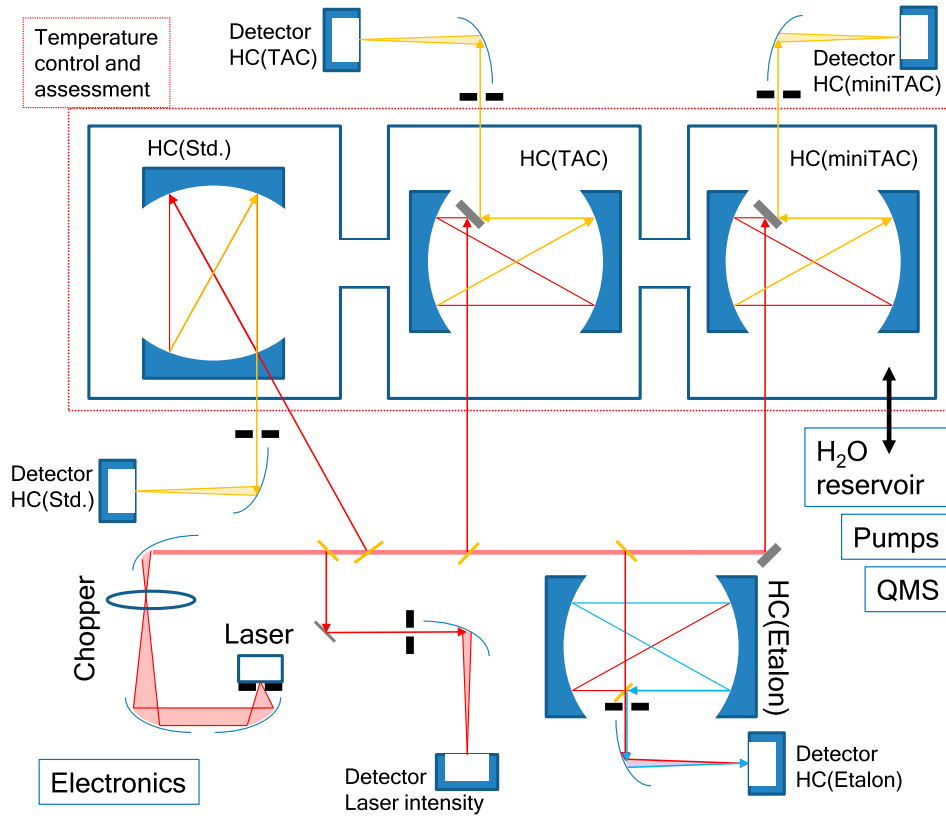 Temperature
control and
assessment
Detector
HC(TAC)
Detector
HC(miniTAC)
HC(Std.)
HC(TAC)
HC(miniTAC)
Detector
HC(Std.)
H₂O
reservoir
Pumps
QMS
Chopper
Laser
HC(Etalon)
Electronics
Detector
Laser intensity
Detector
HC(Etalon)